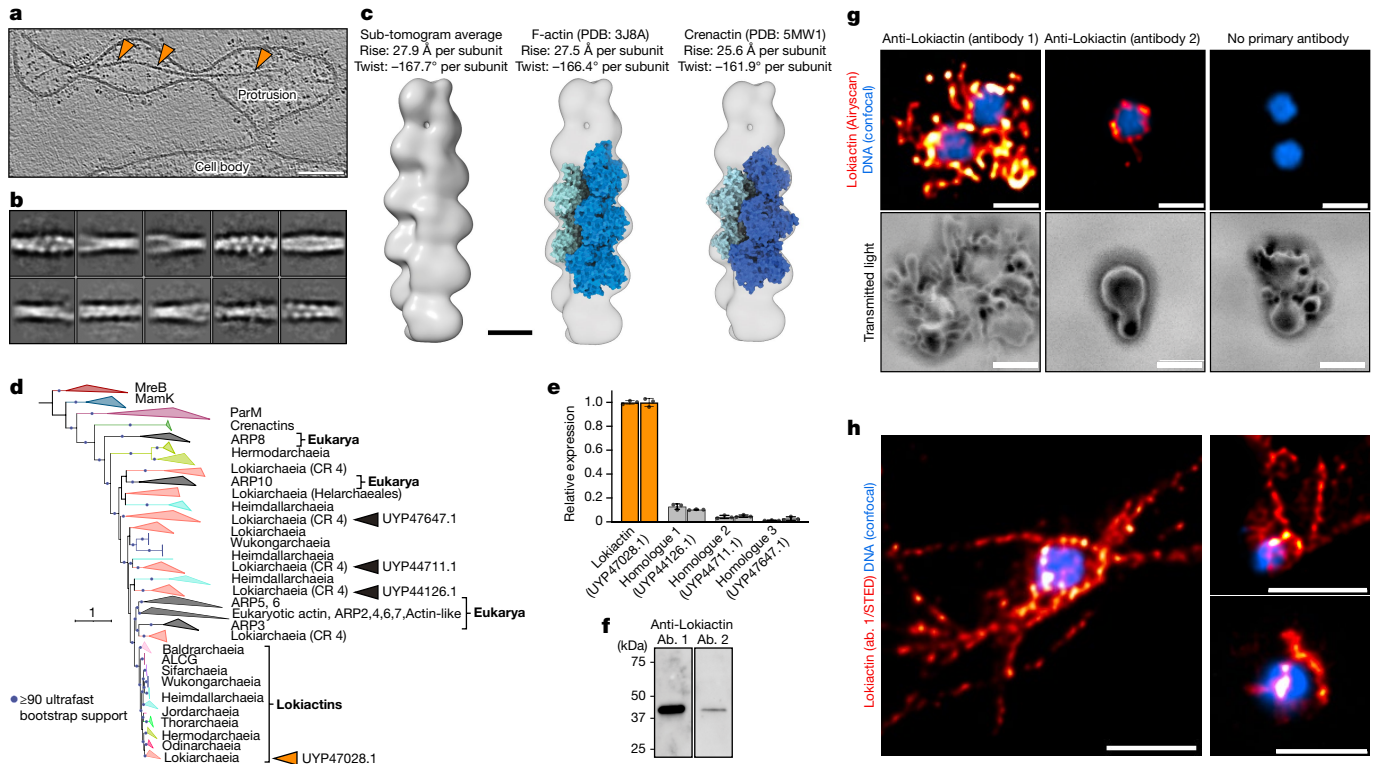 a
Protrusion
Cell body
b
c
Sub-tomogram average
Rise: 27.9 Å per subunit
Twist: –167.7° per subunit
F-actin (PDB: 3J8A)
Rise: 27.5 Å per subunit
Twist: –166.4° per subunit
Crenactin (PDB: 5MW1)
Rise: 25.6 Å per subunit
Twist: –161.9° per subunit
d
MreB
MamK
ParM
Crenactins
ARP8
Eukarya
Hermodarchaeia
Lokiarchaeia (CR 4)
ARP10
Eukarya
Lokiarchaeia (Helarchaeales)
Heimdallarchaeia
Lokiarchaeia (CR 4)
UYP47647.1
Lokiarchaeia
Wukongarchaeia
Heimdallarchaeia
Lokiarchaeia (CR 4)
UYP44711.1
Heimdallarchaeia
Lokiarchaeia (CR 4)
UYP44126.1
ARP5, 6
Eukaryotic actin, ARP2,4,6,7,Actin-like
Eukarya
ARP3
Lokiarchaeia (CR 4)
1
Baldrarchaeia
ALCG
Sifarchaeia
Wukongarchaeia
Heimdallarchaeia
Jordarchaeia
Thorarchaeia
Hermodarchaeia
Odinarchaeia
Lokiarchaeia
Lokiactins
UYP47028.1
≥90 ultrafast
bootstrap support
e
Relative expression
1.0
0.8
0.6
0.4
0.2
0
Lokiactin
(UYP47028.1)
Homologue 1
(UYP44126.1)
Homologue 2
(UYP44711.1)
Homologue 3
(UYP47647.1)
f
Anti-Lokiactin
(kDa)
Ab. 1
Ab. 2
75
50
37
25
g
Anti-Lokiactin (antibody 1)
Anti-Lokiactin (antibody 2)
No primary antibody
Lokiactin (Airyscan)
DNA (confocal)
Transmitted light
h
Lokiactin (ab. 1/STED) DNA (confocal)